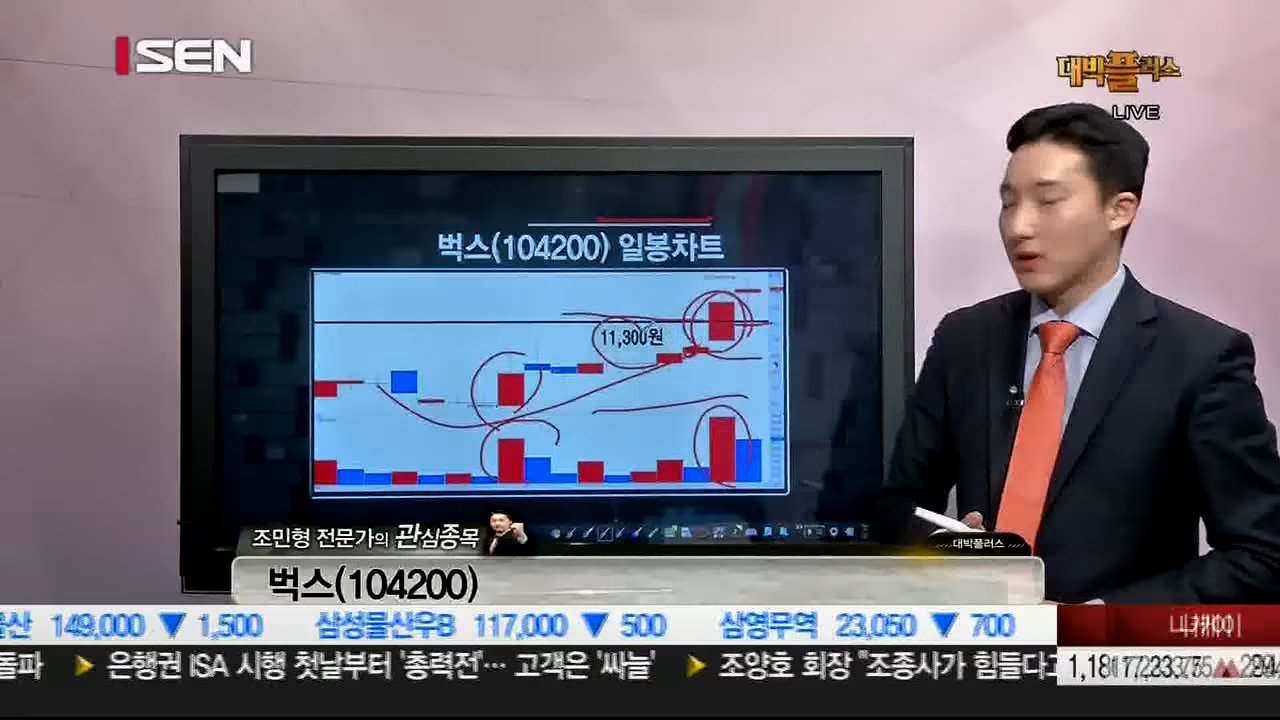 SEN
대박플러스
LIVE
벅스(104200) 일봉차트
11,300원
조민형 전문가의 관심종목
대박플러스
벅스(104200)
149,000 ▼ 1,500 삼성물산우B 117,000 ▼ 500 삼영무역 23,050 ▼ 700
돌파 ▶ 은행권 ISA 시행 첫날부터 '총력전'… 고객은 '싸늘' ▶ 조양호 회장 "조종사가 힘들다고